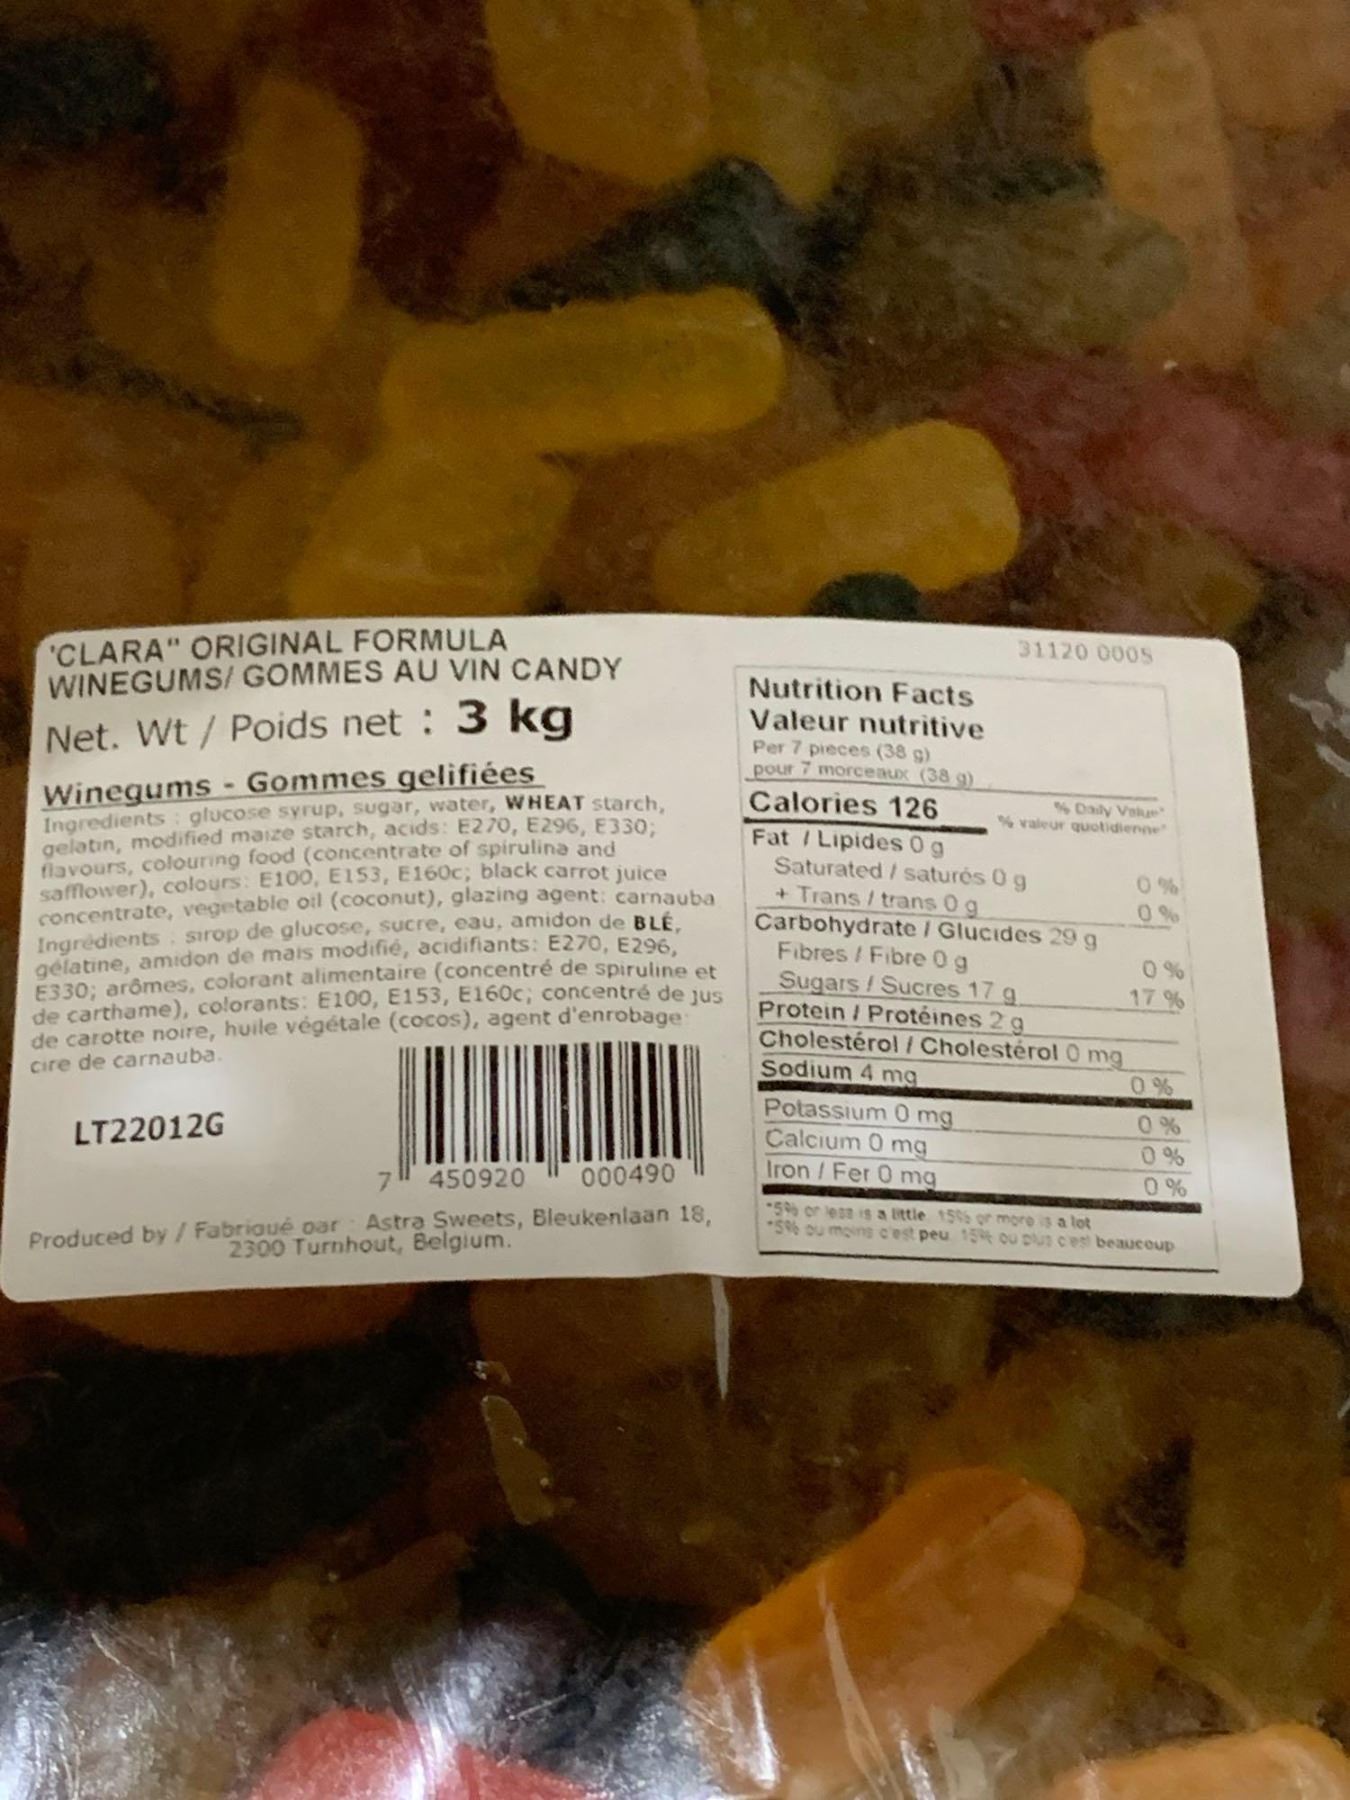 'CLARA" ORIGINAL FORMULA
WINEGUMS/ GOMMES AU VIN CANDY
Net. Wt / Poids net : 3 kg
Winegums - Gommes gelifiées
Ingredients : glucose syrup, sugar, water, WHEAT starch,
gelatin, modified maize starch, acids: E270, E296, E330;
flavours, colouring food (concentrate of spirulina and
safflower), colours: E100, E153, E160c; black carrot juice
concentrate, vegetable oil (coconut), glazing agent: carnauba
Ingrédients : sirop de glucose, sucre, eau, amidon de BLÉ,
gélatine, amidon de mais modifié, acidifiants: E270, E296,
E330; arômes, colorant alimentaire (concentré de spiruline et
de carthame), colorants: E100, E153, E160c; concentré de jus
de carotte noire, huile végétale (cocos), agent d'enrobage:
cire de carnauba.
LT22012G
7 450920 000490
Produced by / Fabriqué par : Astra Sweets, Bleukenlaan 18,
2300 Turnhout, Belgium.
31120 0005
Nutrition Facts
Valeur nutritive
Per 7 pieces (38 g)
pour 7 morceaux (38 g)
Calories 126
% Daily Value*
% valeur quotidienne*
Fat / Lipides 0 g
Saturated / saturés 0 g 0 %
+ Trans / trans 0 g 0 %
Carbohydrate / Glucides 29 g
Fibres / Fibre 0 g 0 %
Sugars / Sucres 17 g 17 %
Protein / Protéines 2 g
Cholestérol / Cholestérol 0 mg
Sodium 4 mg 0 %
Potassium 0 mg 0 %
Calcium 0 mg 0 %
Iron / Fer 0 mg 0 %
*5% or less is a little 15% or more is a lot
*5% ou moins c'est peu 15% ou plus c'est beaucoup